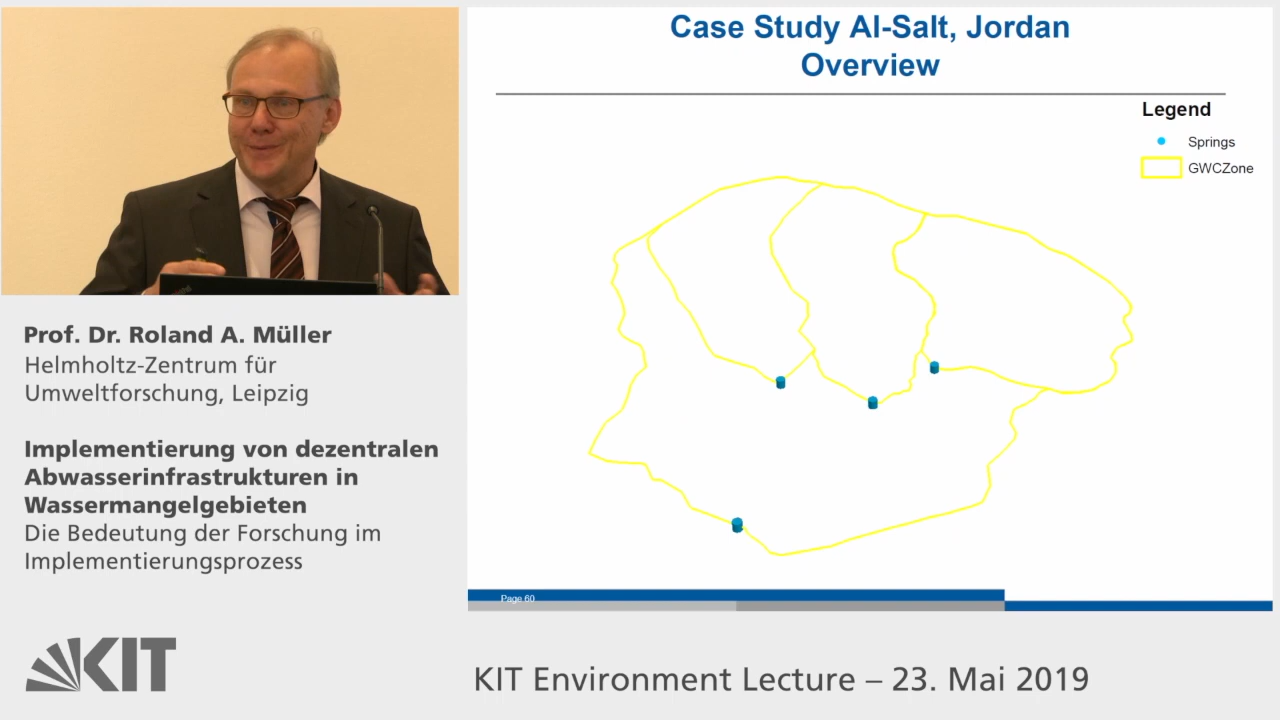 Case Study Al-Salt, Jordan
Overview
Legend
Springs
GWCZone
Page 60
Prof. Dr. Roland A. Müller
Helmholtz-Zentrum für
Umweltforschung, Leipzig
Implementierung von dezentralen
Abwasserinfrastrukturen in
Wassermangelgebieten
Die Bedeutung der Forschung im
Implementierungsprozess
KIT
KIT Environment Lecture – 23. Mai 2019